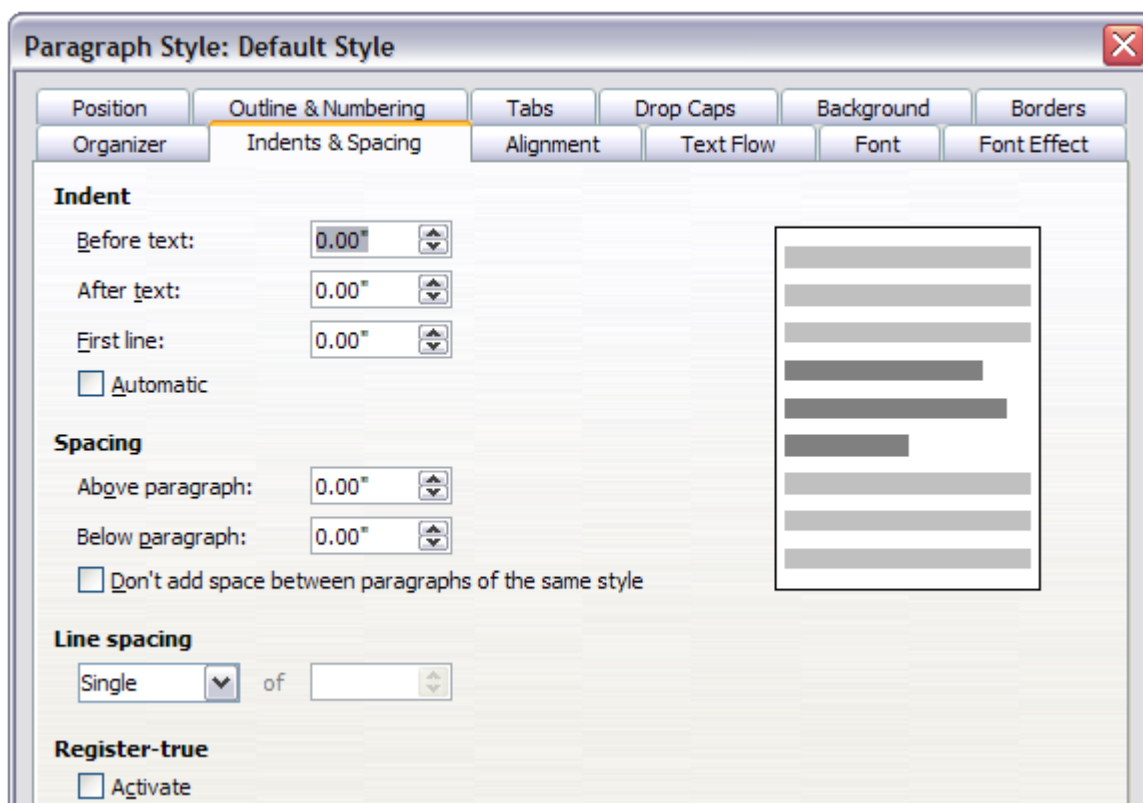 Paragraph Style: Default Style
Position Outline & Numbering Tabs Drop Caps Background Borders
Organizer Indents & Spacing Alignment Text Flow Font Font Effect
Indent
Before text: 0.00"
After text: 0.00"
First line: 0.00"
Automatic
Spacing
Above paragraph: 0.00"
Below paragraph: 0.00"
Don't add space between paragraphs of the same style
Line spacing
Single of
Register-true
Activate